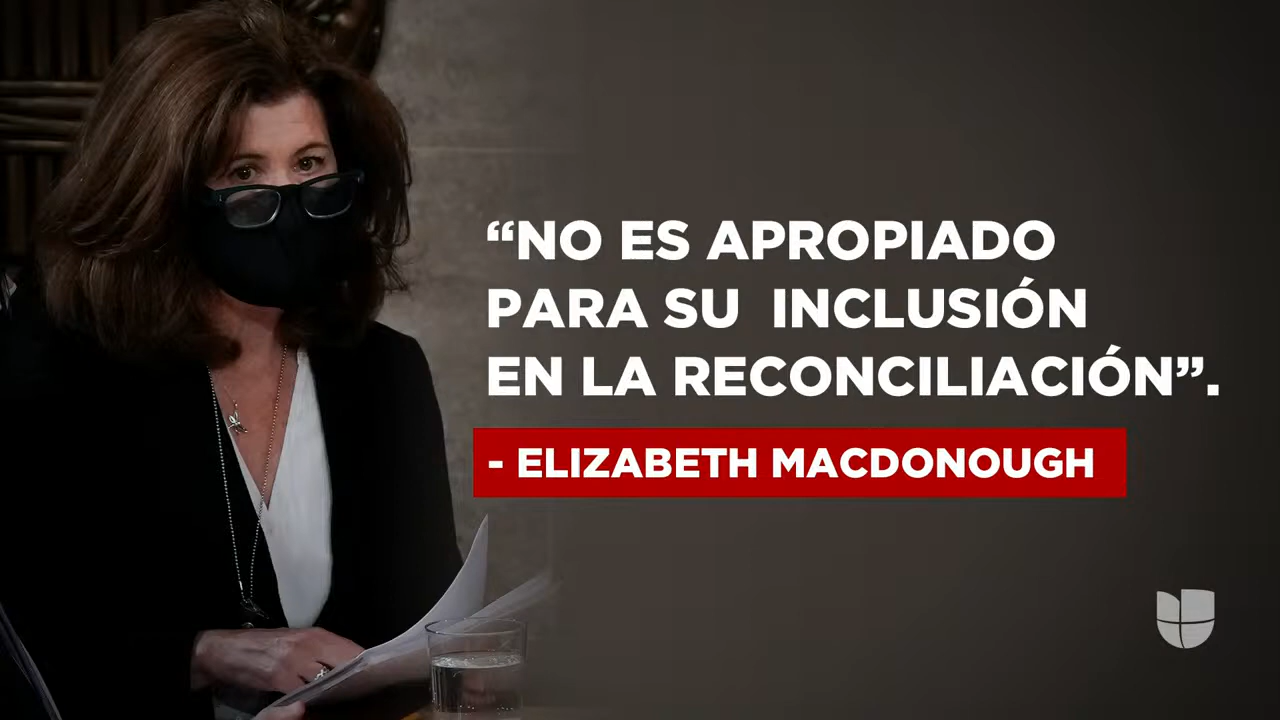 “NO ES APROPIADO
PARA SU INCLUSIÓN
EN LA RECONCILIACIÓN”.
- ELIZABETH MACDONOUGH